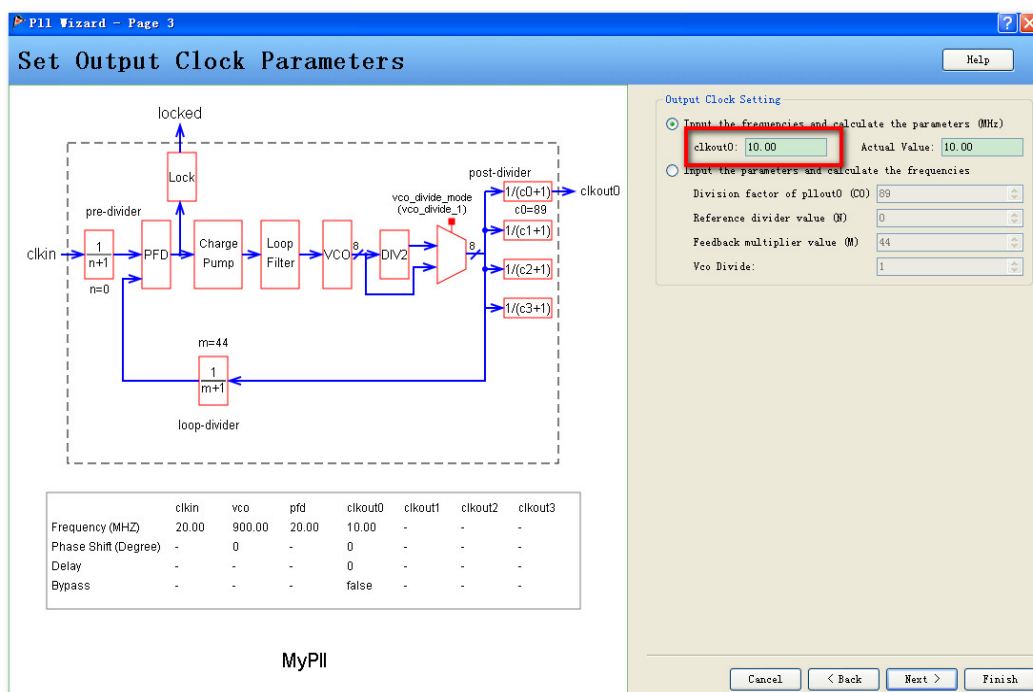 Pll Wizard - Page 3
Set Output Clock Parameters
Help
locked
Lock
pre-divider
clkin
1
n+1
n=0
PFD
Charge
Pump
Loop
Filter
VCO
8
DIV2
vco_divide_mode
(vco_divide_1)
8
post-divider
1/(c0+1)
clkout0
c0=89
1/(c1+1)
1/(c2+1)
1/(c3+1)
m=44
1
m+1
loop-divider
clkin vco pfd clkout0 clkout1 clkout2 clkout3
Frequency (MHZ) 20.00 900.00 20.00 10.00 - - -
Phase Shift (Degree) - 0 - 0 - - -
Delay - - - 0 - - -
Bypass - - - false - - -
MyPll
Output Clock Setting
Input the frequencies and calculate the parameters (MHz)
clkout0: 10.00 Actual Value: 10.00
Input the parameters and calculate the frequencies
Division factor of pllout0 (C0) 89
Reference divider value (N) 0
Feedback multiplier value (M) 44
Vco Divide: 1
Cancel < Back Next > Finish